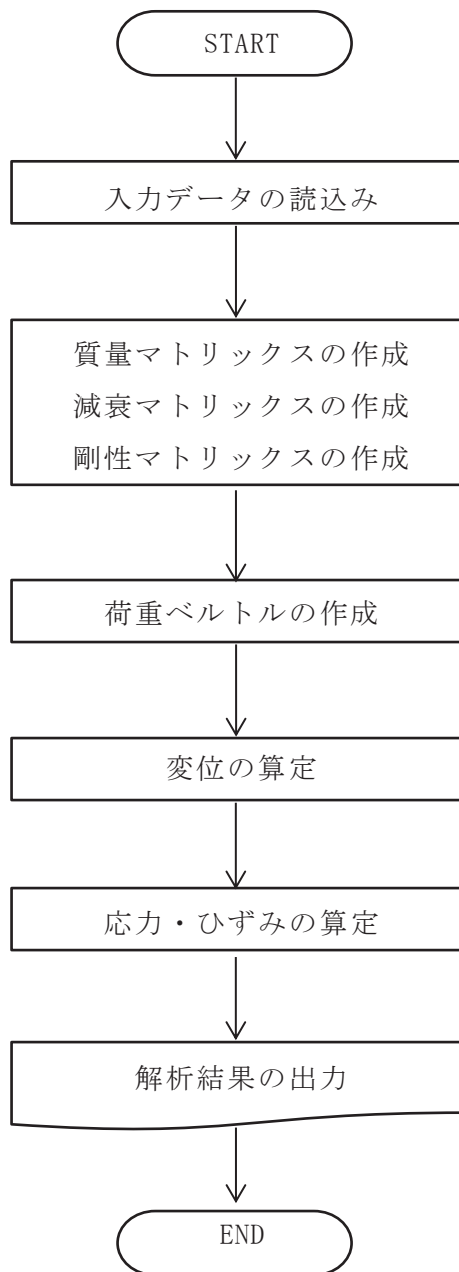 START
入力データの読込み
質量マトリックスの作成
減衰マトリックスの作成
剛性マトリックスの作成
荷重ベルトルの作成
変位の算定
応力・ひずみの算定
解析結果の出力
END